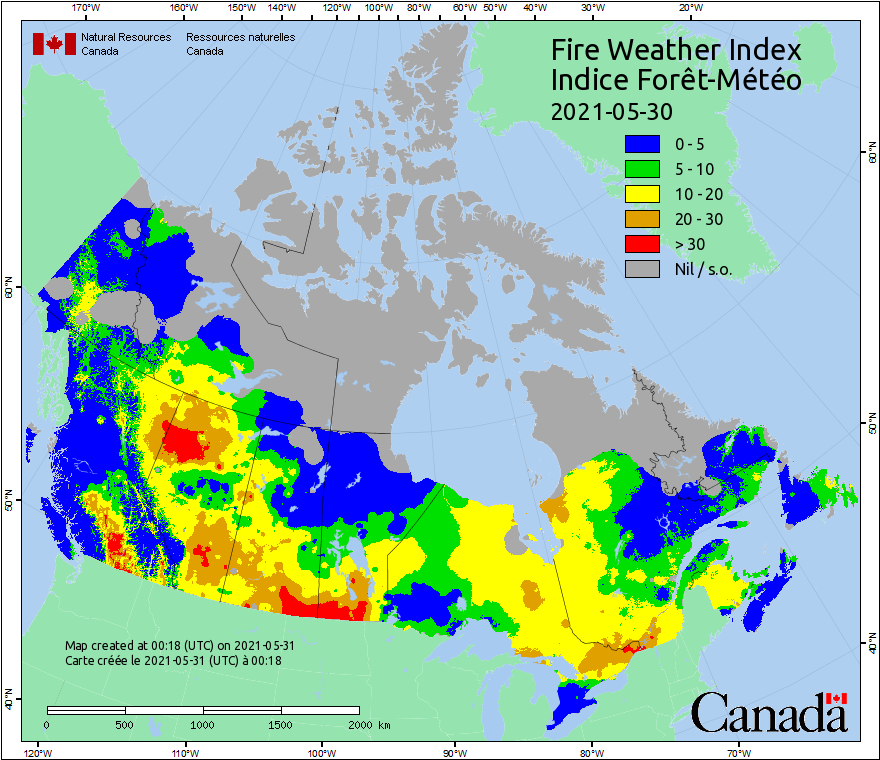 170°W 160°W 150°W 140°W 130°W 120°W 110°W 100°W 90°W 80°W 70°W 60°W 50°W 40°W 30°W 20°W
Natural Resources Ressources naturelles
Canada Canada
Fire Weather Index
Indice Forêt-Météo
2021-05-30
0 - 5
5 - 10
10 - 20
20 - 30
> 30
Nil / s.o.
60°N 60°N
50°N 50°N
40°N 40°N
Map created at 00:18 (UTC) on 2021-05-31
Carte créée le 2021-05-31 (UTC) à 00:18
0 500 1000 1500 2000 km
Canada
120°W 110°W 100°W 90°W 80°W 70°W